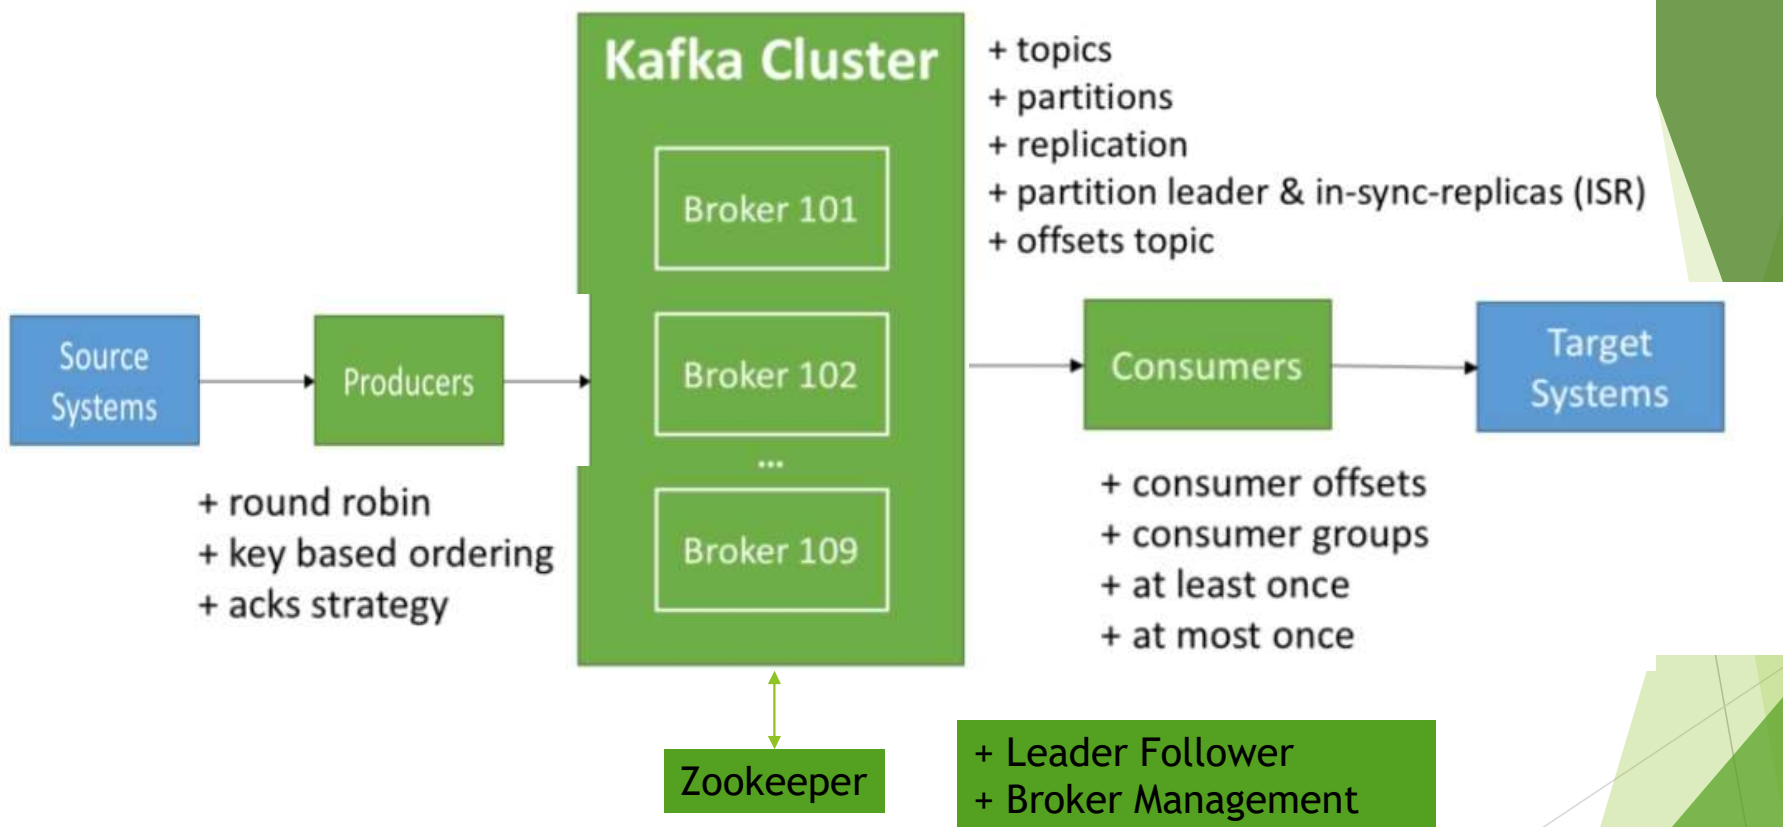 Kafka Cluster
Broker 101
Broker 102
...
Broker 109
+ topics
+ partitions
+ replication
+ partition leader & in-sync-replicas (ISR)
+ offsets topic
Source
Systems
Producers
+ round robin
+ key based ordering
+ acks strategy
Consumers
Target
Systems
+ consumer offsets
+ consumer groups
+ at least once
+ at most once
Zookeeper
+ Leader Follower
+ Broker Management